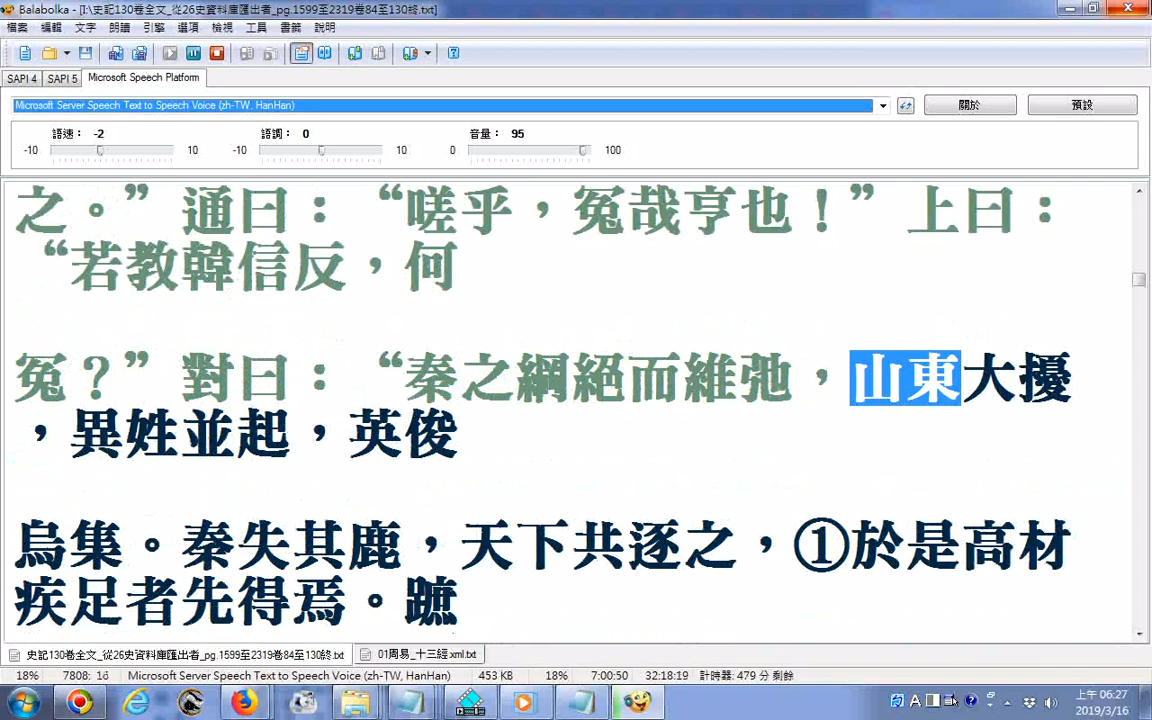 Balabolka - [I:\史記130卷全文_從26史資料庫匯出者_pg.1599至2319卷84至130終.txt]
檔案 編輯 文字 朗讀 引擎 選項 檢視 工具 書籤 說明
SAPI 4 SAPI 5 Microsoft Speech Platform
Microsoft Server Speech Text to Speech Voice (zh-TW, HanHan)
關於 預設
語速： -2 語調： 0 音量： 95
-10 10 -10 10 0 100
之。”通曰：“嗟乎，冤哉亨也！”上曰：
“若教韓信反，何
冤？”對曰：“秦之綱絕而維弛，山東大擾
，異姓並起，英俊
烏集。秦失其鹿，天下共逐之，①於是高材
疾足者先得焉。蹠
史記130卷全文_從26史資料庫匯出者_pg.1599至2319卷84至130終.txt 01周易_十三經xml.txt
18% 7808: 16 Microsoft Server Speech Text to Speech Voice (zh-TW, HanHan) 453 KB 18% 7:00:50 32:18:19 計時器: 479 分 剩餘
上午 06:27
2019/3/16